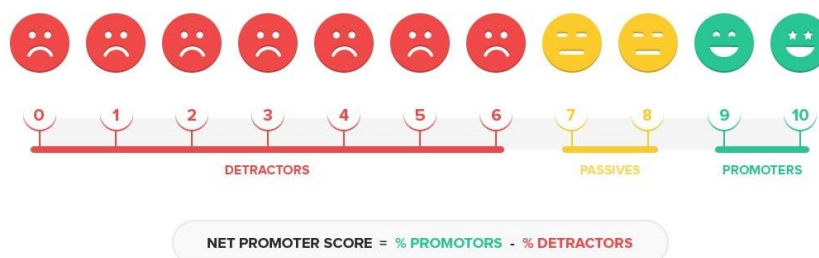 0 1 2 3 4 5 6 7 8 9 10
DETRACTORS PASSIVES PROMOTERS
NET PROMOTER SCORE = % PROMOTORS - % DETRACTORS